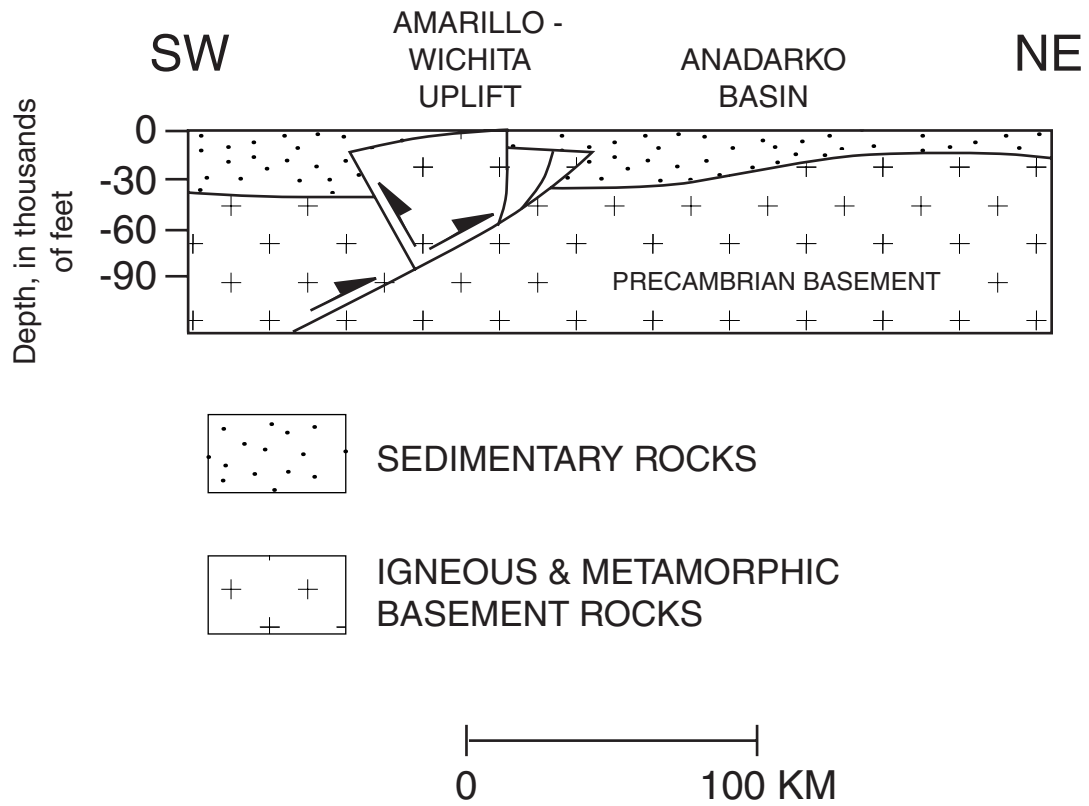 SW
AMARILLO -
WICHITA
UPLIFT
ANADARKO
BASIN
NE
Depth, in thousands
of feet
0
-30
-60
-90
PRECAMBRIAN BASEMENT
SEDIMENTARY ROCKS
IGNEOUS & METAMORPHIC
BASEMENT ROCKS
0
100 KM